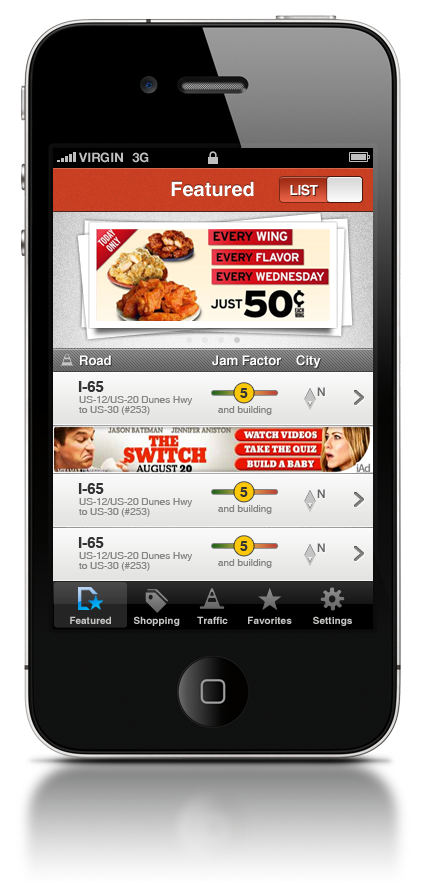 VIRGIN 3G
Featured
LIST
TODAY ONLY
EVERY WING
EVERY FLAVOR
EVERY WEDNESDAY
JUST 50¢ EACH WING
Road Jam Factor City
I-65
US-12/US-20 Dunes Hwy
to US-30 (#253)
5
and building
N
JASON BATEMAN JENNIFER ANISTON
THE
SWITCH
AUGUST 20
WATCH VIDEOS
TAKE THE QUIZ
BUILD A BABY
iAd
I-65
US-12/US-20 Dunes Hwy
to US-30 (#253)
5
and building
N
I-65
US-12/US-20 Dunes Hwy
to US-30 (#253)
5
and building
N
Featured Shopping Traffic Favorites Settings